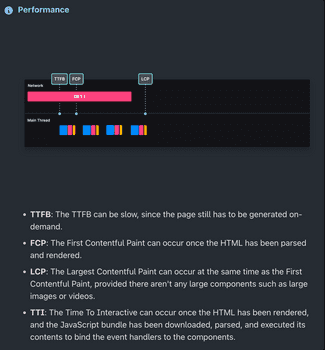 Performance
TTFB FCP LCP
Network
GET /
Main Thread
• TTFB: The TTFB can be slow, since the page still has to be generated on-
demand.
• FCP: The First Contentful Paint can occur once the HTML has been parsed
and rendered.
• LCP: The Largest Contentful Paint can occur at the same time as the First
Contentful Paint, provided there aren't any large components such as large
images or videos.
• TTI: The Time To Interactive can occur once the HTML has been rendered,
and the JavaScript bundle has been downloaded, parsed, and executed its
contents to bind the event handlers to the components.